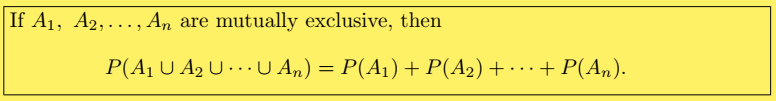 If A₁, A₂, …, Aₙ are mutually exclusive, then
P(A₁ ∪ A₂ ∪ ⋯ ∪ Aₙ) = P(A₁) + P(A₂) + ⋯ + P(Aₙ).